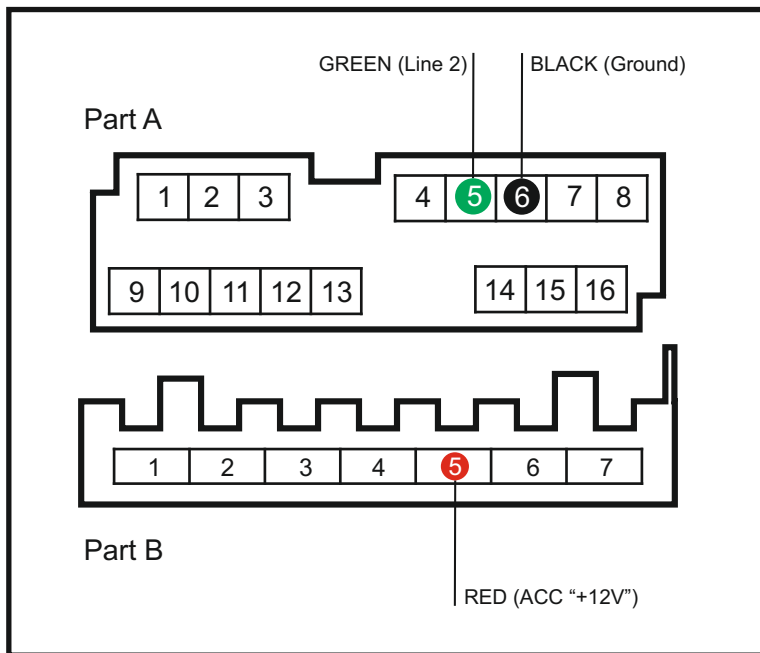 GREEN (Line 2) BLACK (Ground)
Part A
1 2 3 4 5 6 7 8
9 10 11 12 13 14 15 16
1 2 3 4 5 6 7
Part B
RED (ACC “+12V”)